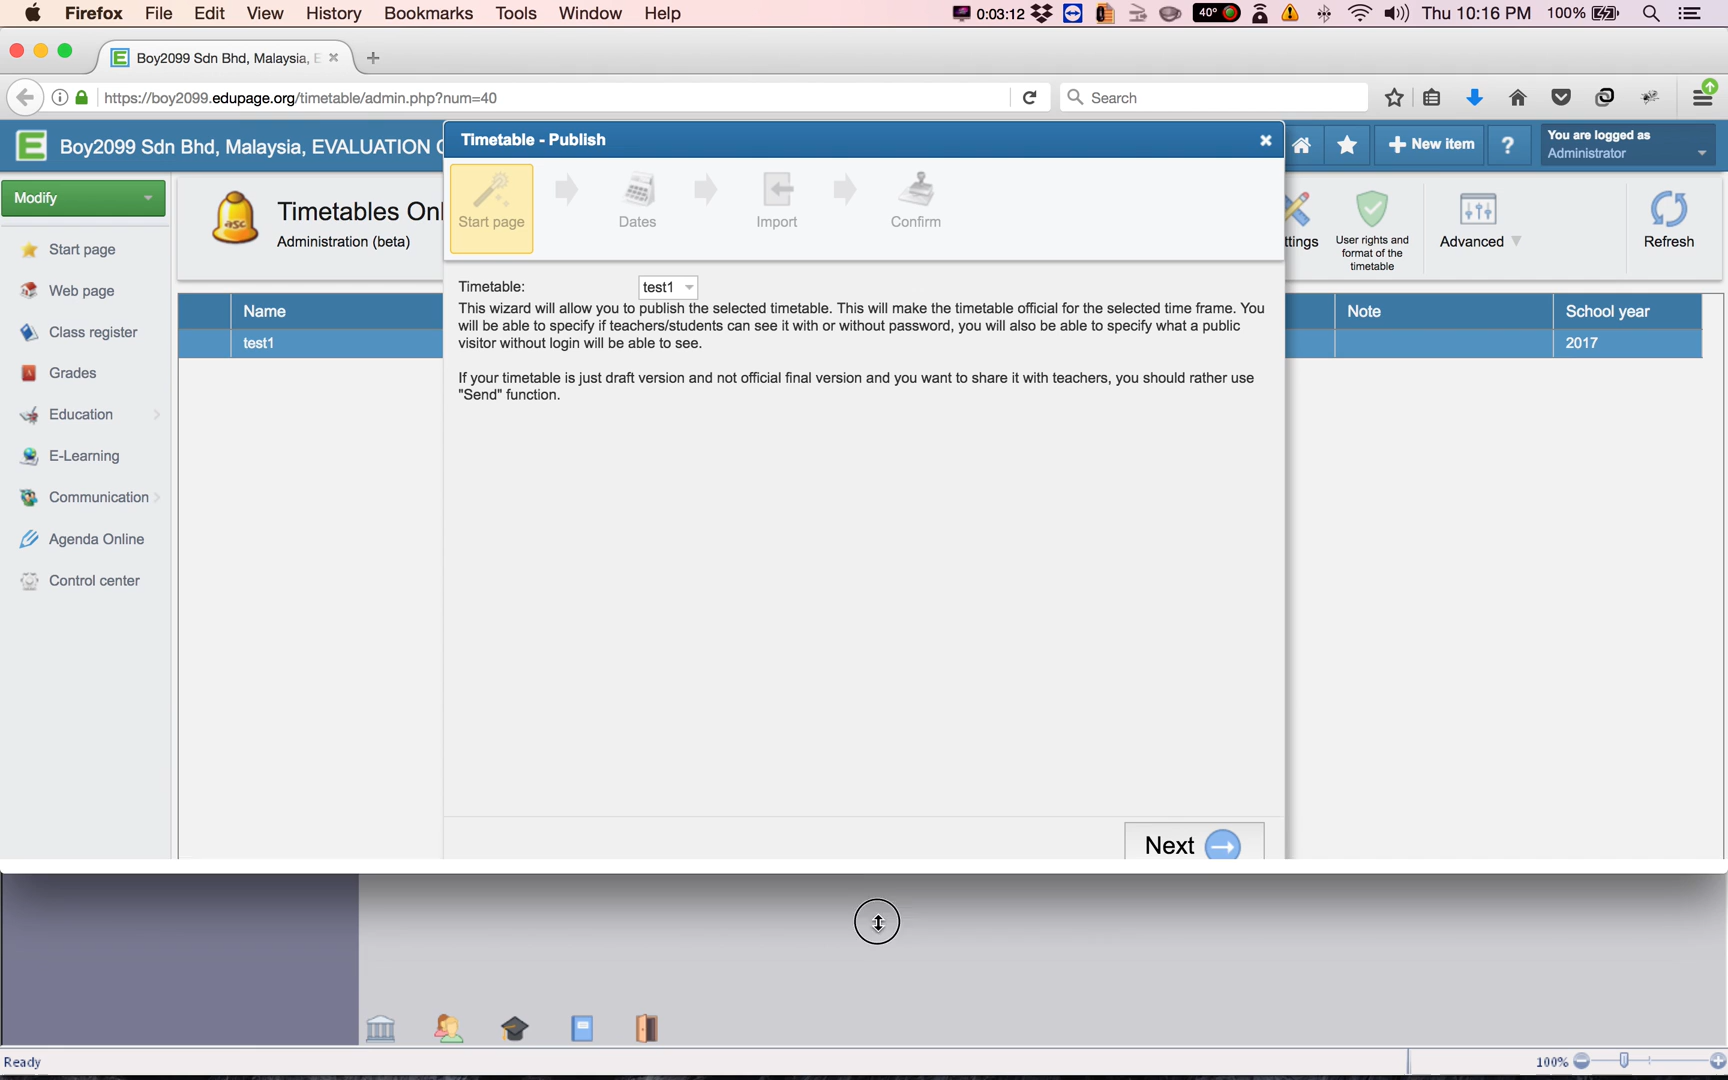 Firefox File Edit View History Bookmarks Tools Window Help 0:03:12 40° Thu 10:16 PM 100%
Boy2099 Sdn Bhd, Malaysia, E
https://boy2099.edupage.org/timetable/admin.php?num=40 Search
Boy2099 Sdn Bhd, Malaysia, EVALUATION
Timetable - Publish
New item
?
You are logged as
Administrator
Modify
Start page
Web page
Class register
Grades
Education
E-Learning
Communication
Agenda Online
Control center
asc
Timetables Onl
Administration (beta)
Start page
Dates
Import
Confirm
ttings
User rights and
format of the
timetable
Advanced
Refresh
Name
Note
School year
test1
2017
Timetable: test1
This wizard will allow you to publish the selected timetable. This will make the timetable official for the selected time frame. You
will be able to specify if teachers/students can see it with or without password, you will also be able to specify what a public
visitor without login will be able to see.
If your timetable is just draft version and not official final version and you want to share it with teachers, you should rather use
"Send" function.
Next
Ready
100%